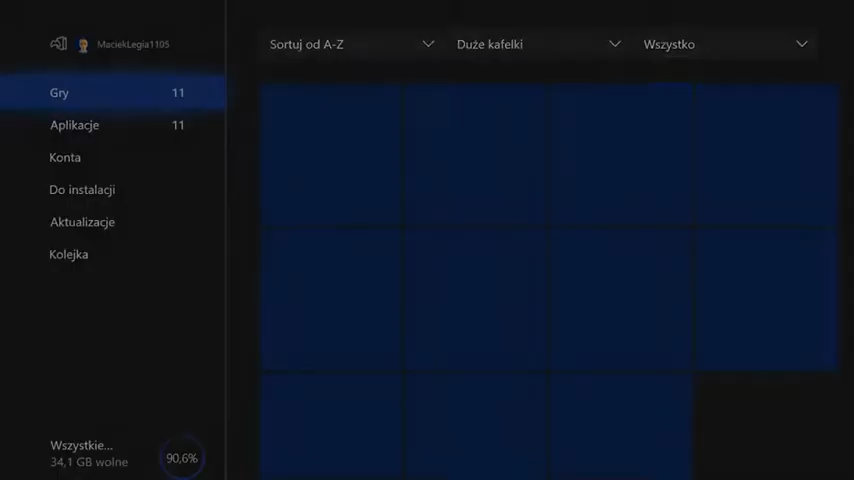 MaciekLegia1105
Sortuj od A-Z
Duże kafelki
Wszystko
Gry 11
Aplikacje 11
Konta
Do instalacji
Aktualizacje
Kolejka
Wszystkie...
34,1 GB wolne
90,6%